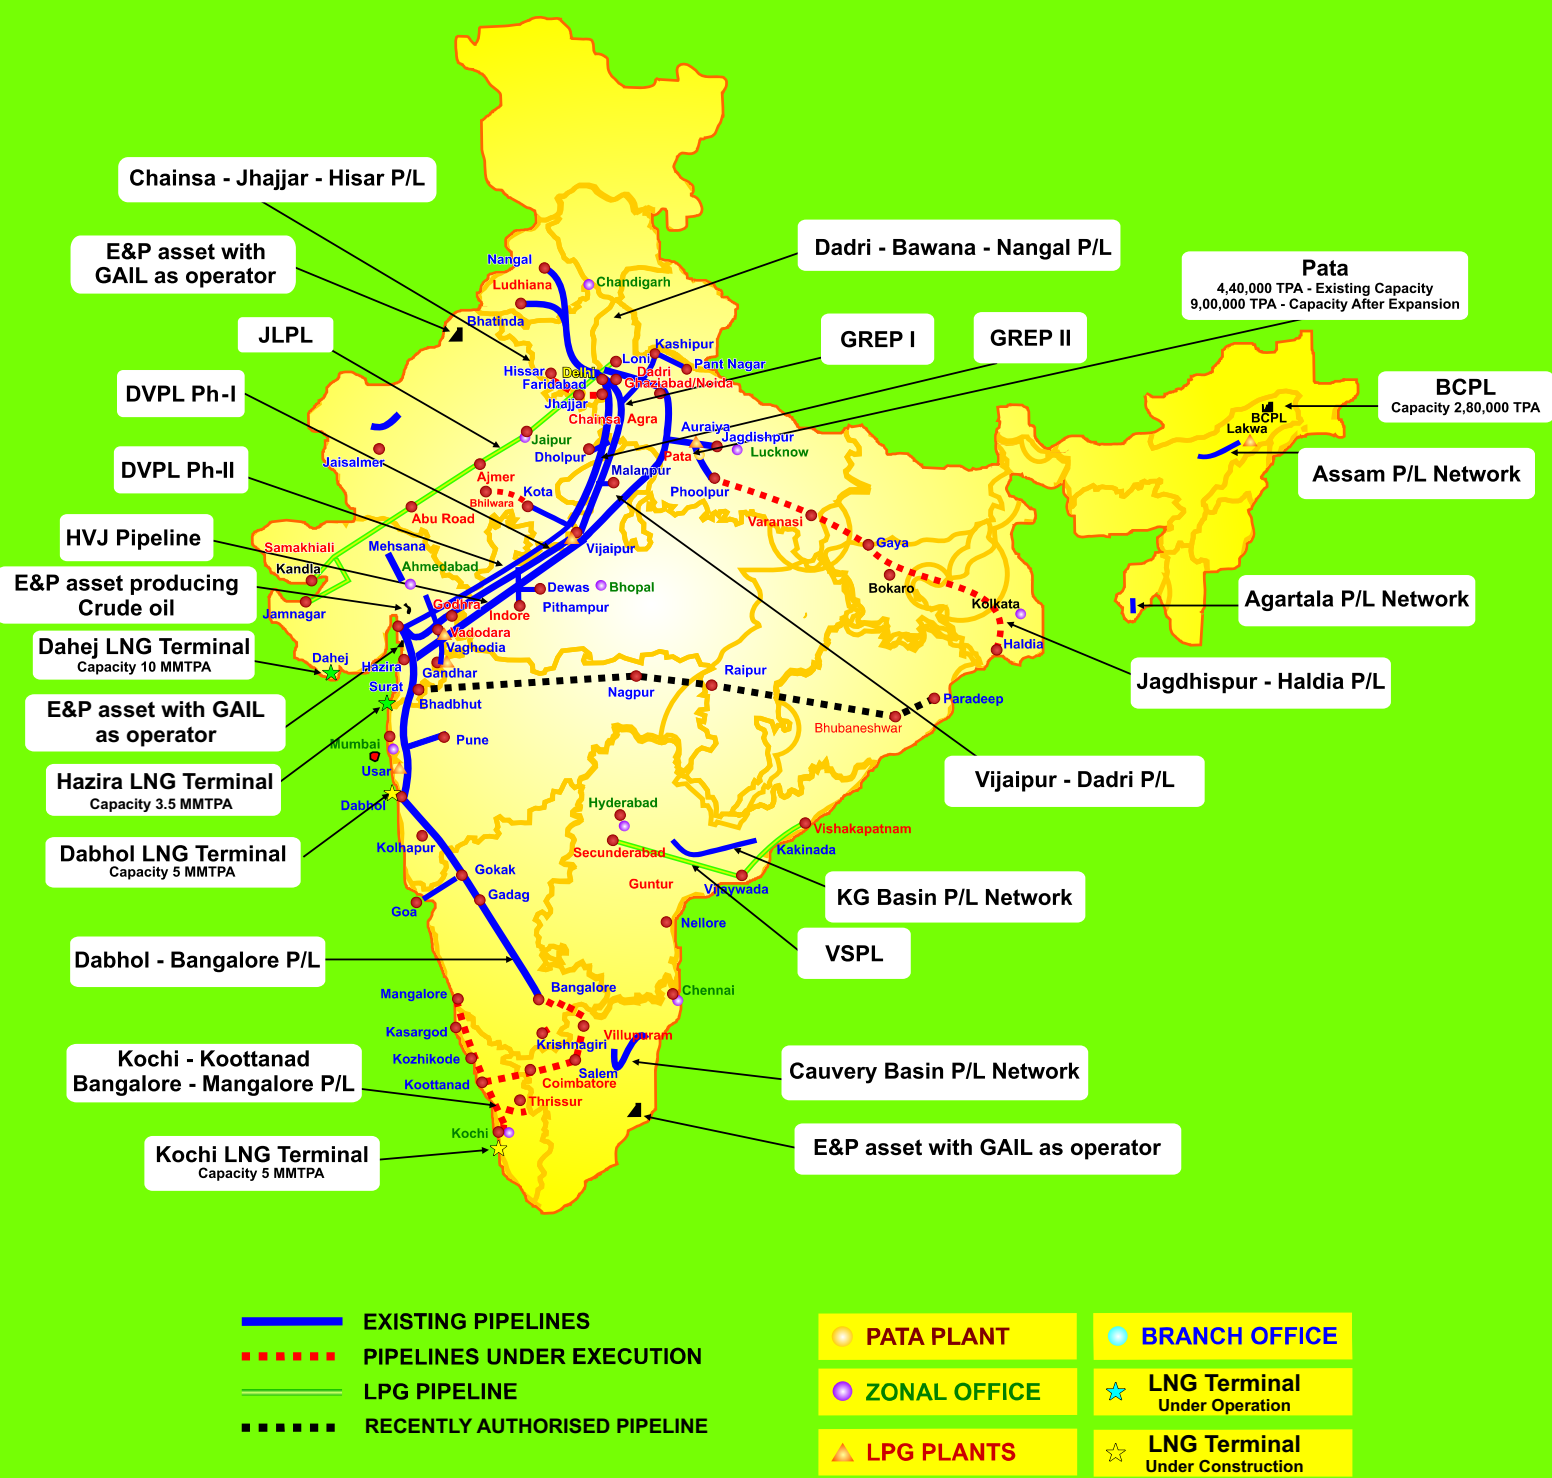 Chainsa - Jhajjar - Hisar P/L
E&P asset with
GAIL as operator
JLPL
DVPL Ph-I
DVPL Ph-II
HVJ Pipeline
E&P asset producing
Crude oil
Dahej LNG Terminal
Capacity 10 MMTPA
E&P asset with GAIL
as operator
Hazira LNG Terminal
Capacity 3.5 MMTPA
Dabhol LNG Terminal
Capacity 5 MMTPA
Dabhol - Bangalore P/L
Kochi - Koottanad
Bangalore - Mangalore P/L
Kochi LNG Terminal
Capacity 5 MMTPA
Dadri - Bawana - Nangal P/L
GREP I
GREP II
Pata
4,40,000 TPA - Existing Capacity
9,00,000 TPA - Capacity After Expansion
BCPL
Capacity 2,80,000 TPA
Assam P/L Network
Agartala P/L Network
Jagdhispur - Haldia P/L
Vijaipur - Dadri P/L
KG Basin P/L Network
VSPL
Cauvery Basin P/L Network
E&P asset with GAIL as operator
Nangal
Ludhiana
Chandigarh
Bhatinda
Kashipur
Loni
Pant Nagar
Hissar
Delhi
Dadri
Faridabad
Ghaziabad/Noida
Jhajjar
Chainsa
Agra
Auraiya
Jagdishpur
Jaipur
Dholpur
Lucknow
Pata
Jaisalmer
Malanpur
Ajmer
Kota
Phoolpur
Bhilwara
Abu Road
Varanasi
Samakhiali
Mehsana
Vijaipur
Gaya
Kandla
Ahmedabad
Dewas
Bhopal
Bokaro
Jamnagar
Godhra
Indore
Pithampur
Kolkata
Vadodara
Vaghodia
Haldia
Dahej
Hazira
Gandhar
Surat
Raipur
Nagpur
Bhadbhut
Paradeep
Bhubaneshwar
Mumbai
Pune
Usar
Dabhol
Hyderabad
Vishakapatnam
Kolhapur
Secunderabad
Kakinada
Gokak
Guntur
Vijaywada
Gadag
Goa
Nellore
Bangalore
Mangalore
Chennai
Kasargod
Villupuram
Krishnagiri
Kozhikode
Salem
Koottanad
Coimbatore
Thrissur
Kochi
BCPL
Lakwa
EXISTING PIPELINES
PIPELINES UNDER EXECUTION
LPG PIPELINE
RECENTLY AUTHORISED PIPELINE
PATA PLANT
ZONAL OFFICE
LPG PLANTS
BRANCH OFFICE
LNG Terminal
Under Operation
LNG Terminal
Under Construction